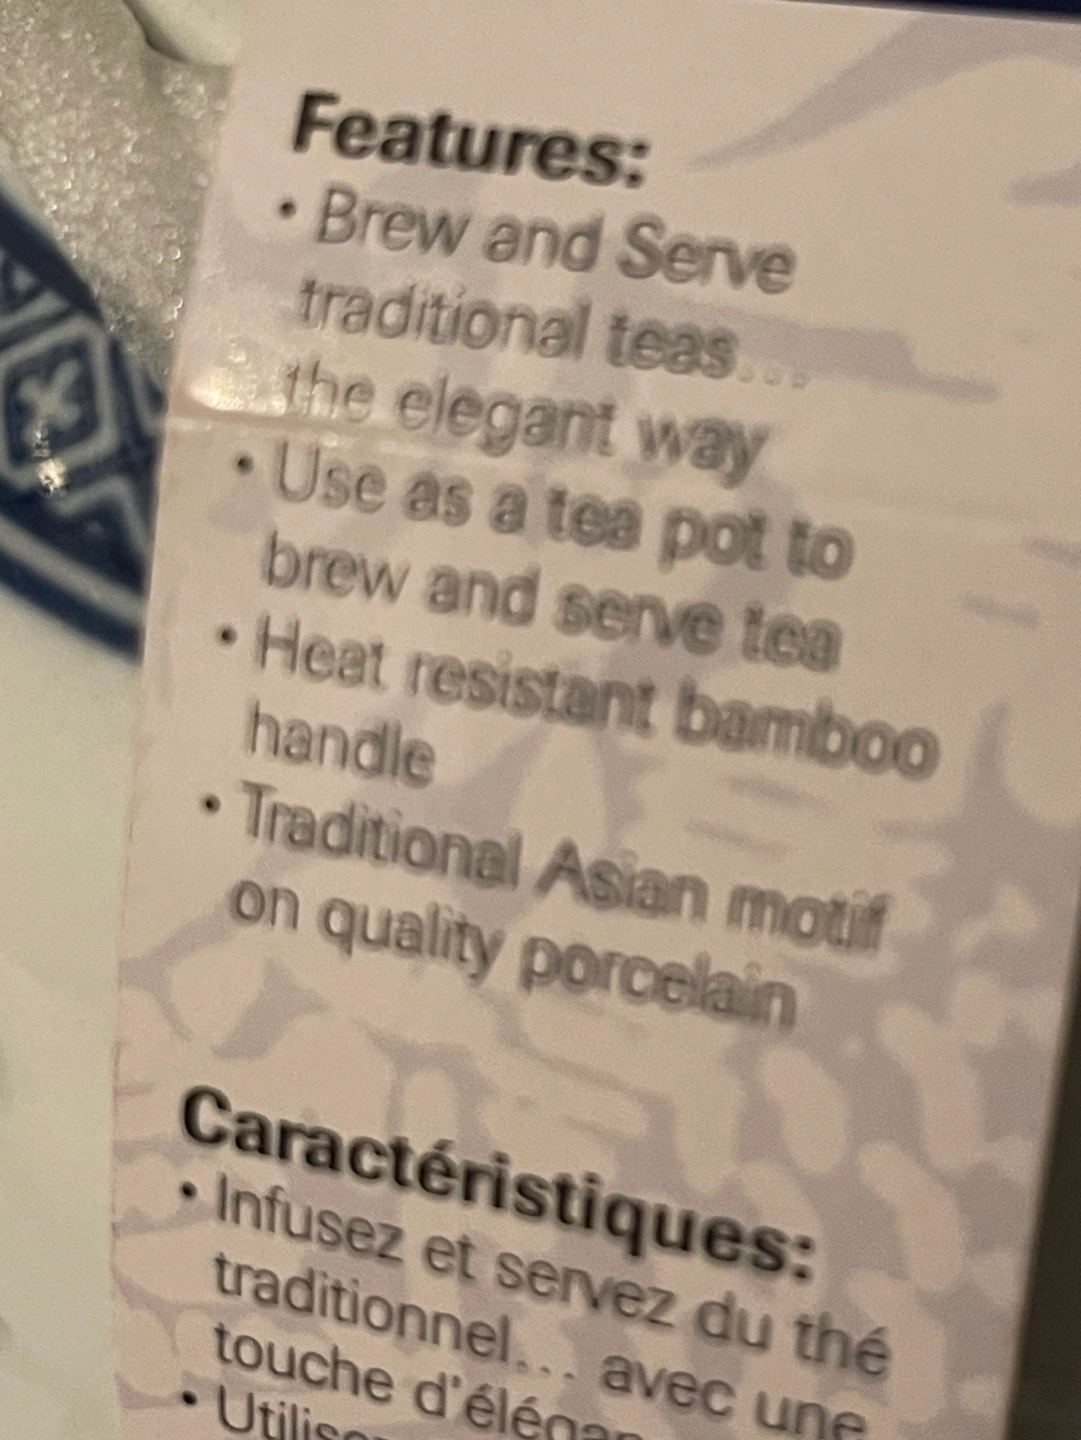 Features:
• Brew and Serve
traditional teas...
the elegant way
• Use as a tea pot to
brew and serve tea
• Heat resistant bamboo
handle
• Traditional Asian motif
on quality porcelain
Caractéristiques:
• Infusez et servez du thé
traditionnel... avec une
touche
•